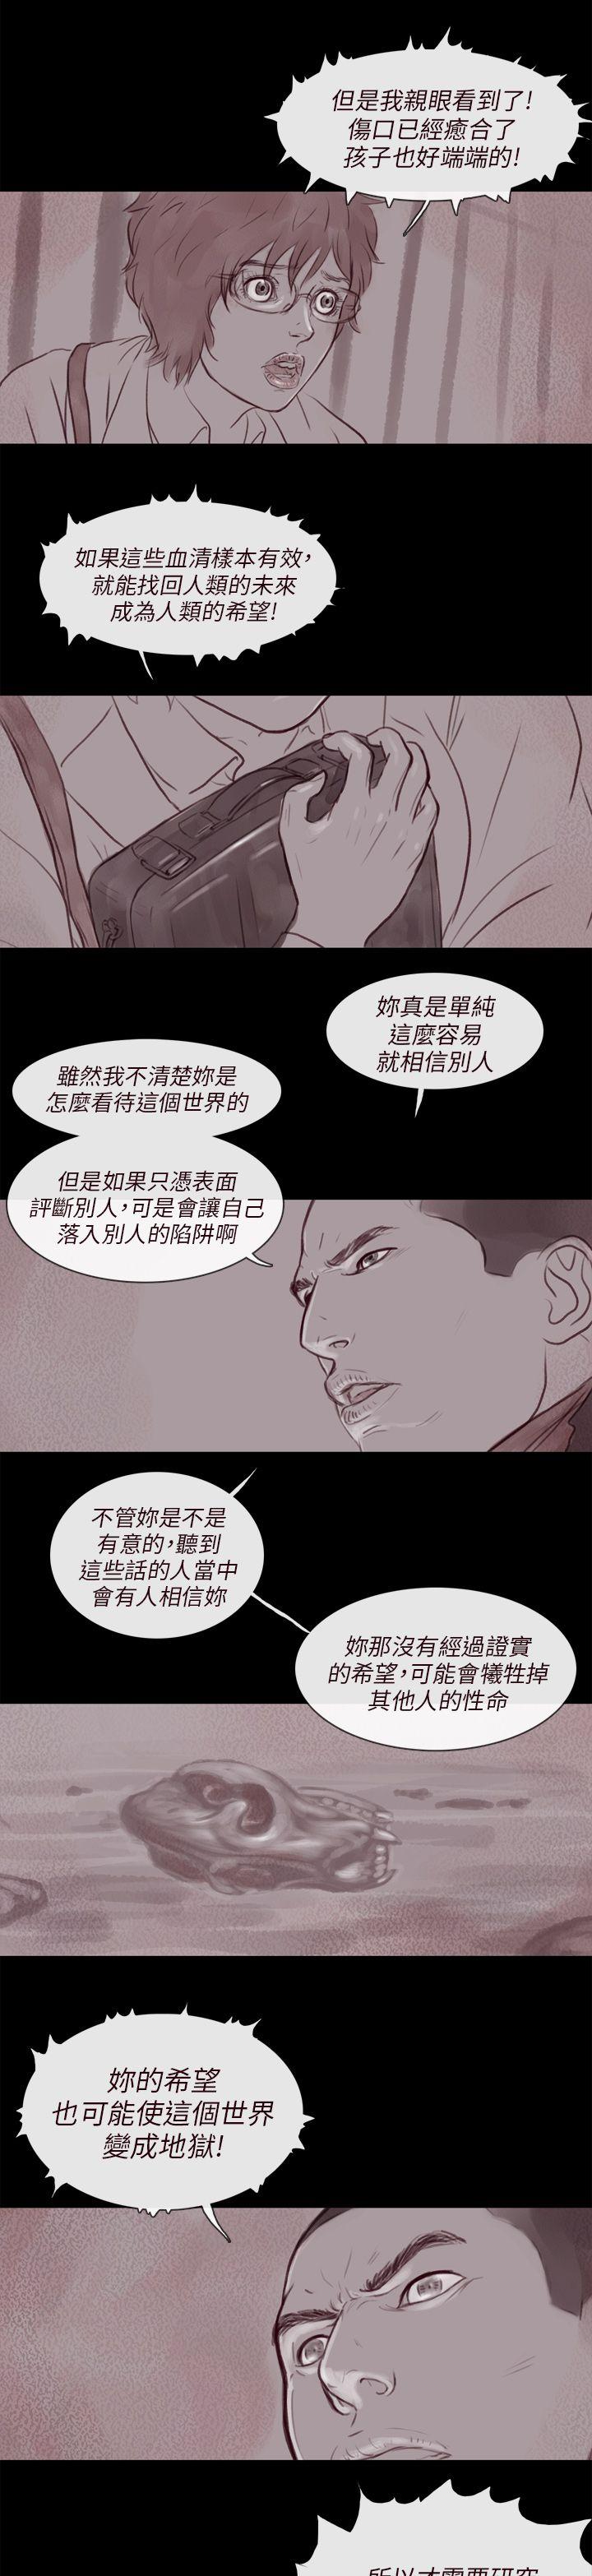 但是我親眼看到了!
傷口已經癒合了
孩子也好端端的!
如果這些血清樣本有效，
就能找回人類的未來
成為人類的希望!
妳真是單純
這麼容易
就相信別人
雖然我不清楚妳是
怎麼看待這個世界的
但是如果只憑表面
評斷別人，可是會讓自己
落入別人的陷阱啊
不管妳是不是
有意的，聽到
這些話的人當中
會有人相信妳
妳那沒有經過證實
的希望，可能會犧牲掉
其他人的性命
妳的希望
也可能使這個世界
變成地獄!
所以才需要研究